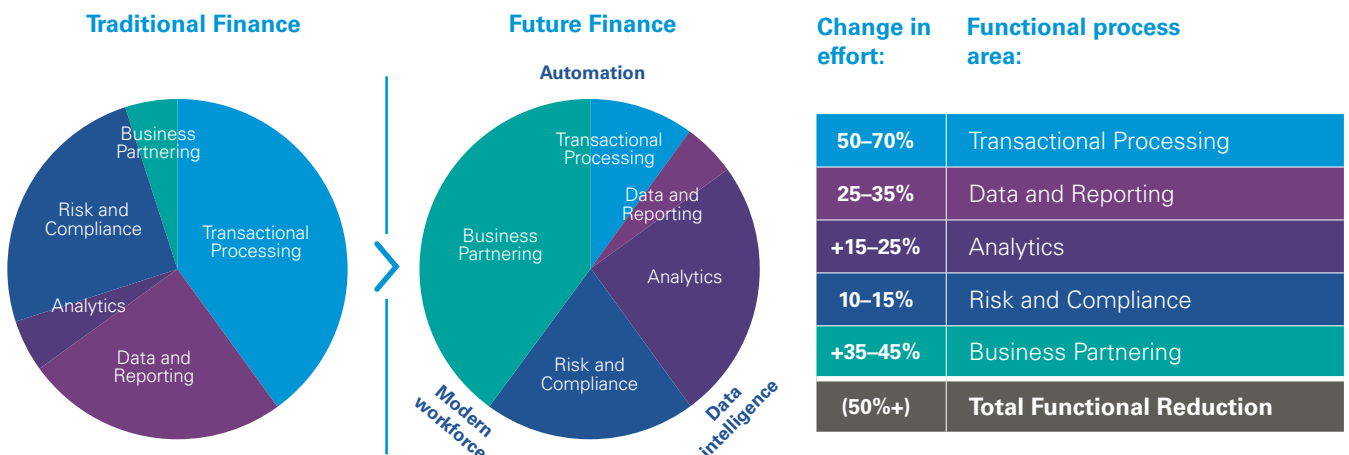 Traditional Finance
Business
Partnering
Risk and
Compliance
Transactional
Processing
Analytics
Data and
Reporting
Future Finance
Automation
Transactional
Processing
Data and
Reporting
Business
Partnering
Analytics
Risk and
Compliance
Modern
workforce
Data
intelligence
Change in
effort:
Functional process
area:
50–70% Transactional Processing
25–35% Data and Reporting
+15–25% Analytics
10–15% Risk and Compliance
+35–45% Business Partnering
(50%+) Total Functional Reduction